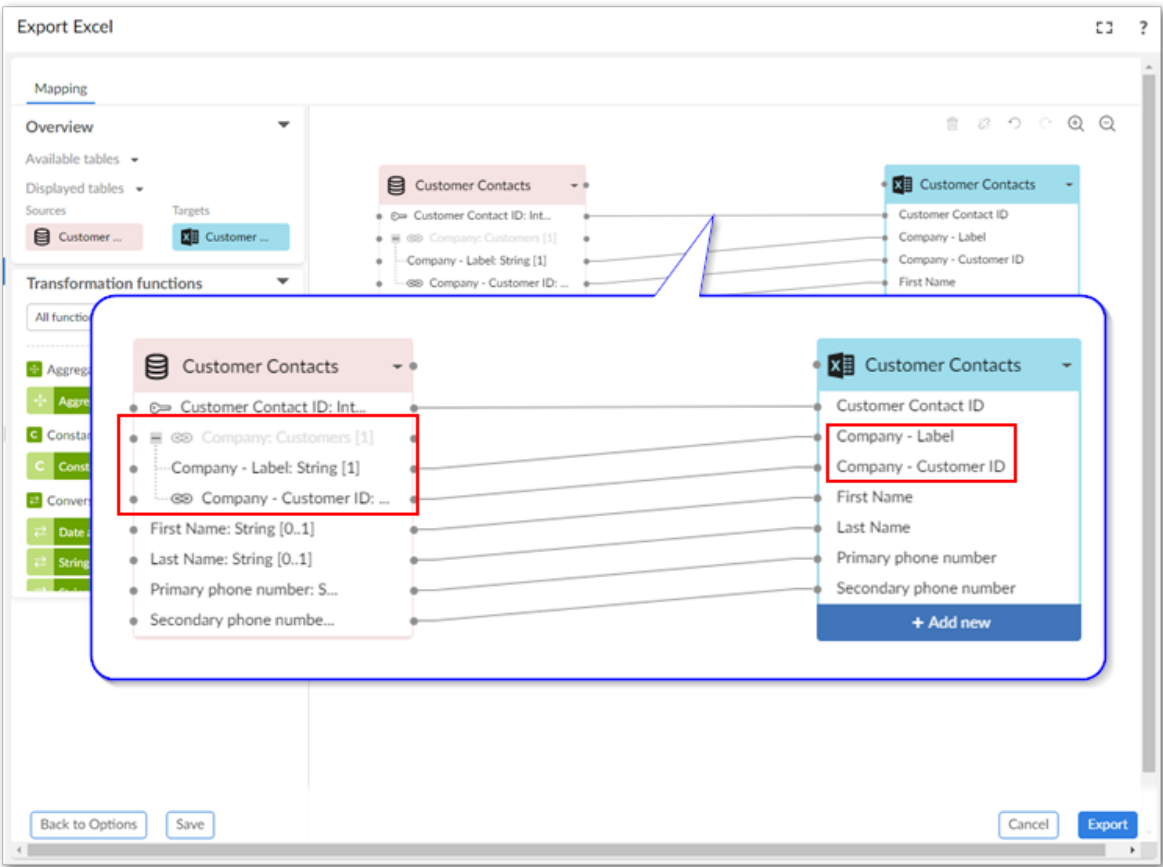 Export Excel
?
Mapping
Overview
Available tables
Displayed tables
Sources
Targets
Customer ...
Customer ...
Transformation functions
All functio
Aggreg
Aggre
C Constan
C Const
Convers
Date
String
Customer Contacts
Customer Contact ID: Int...
Company: Customers [1]
Company - Label: String [1]
Company - Customer ID: ...
Customer Contacts
Customer Contact ID
Company - Label
Company - Customer ID
First Name
Customer Contacts
Customer Contact ID: Int...
Company: Customers [1]
Company - Label: String [1]
Company - Customer ID: ...
First Name: String [0..1]
Last Name: String [0..1]
Primary phone number: S...
Secondary phone numbe...
Customer Contacts
Customer Contact ID
Company - Label
Company - Customer ID
First Name
Last Name
Primary phone number
Secondary phone number
+ Add new
Back to Options
Save
Cancel
Export